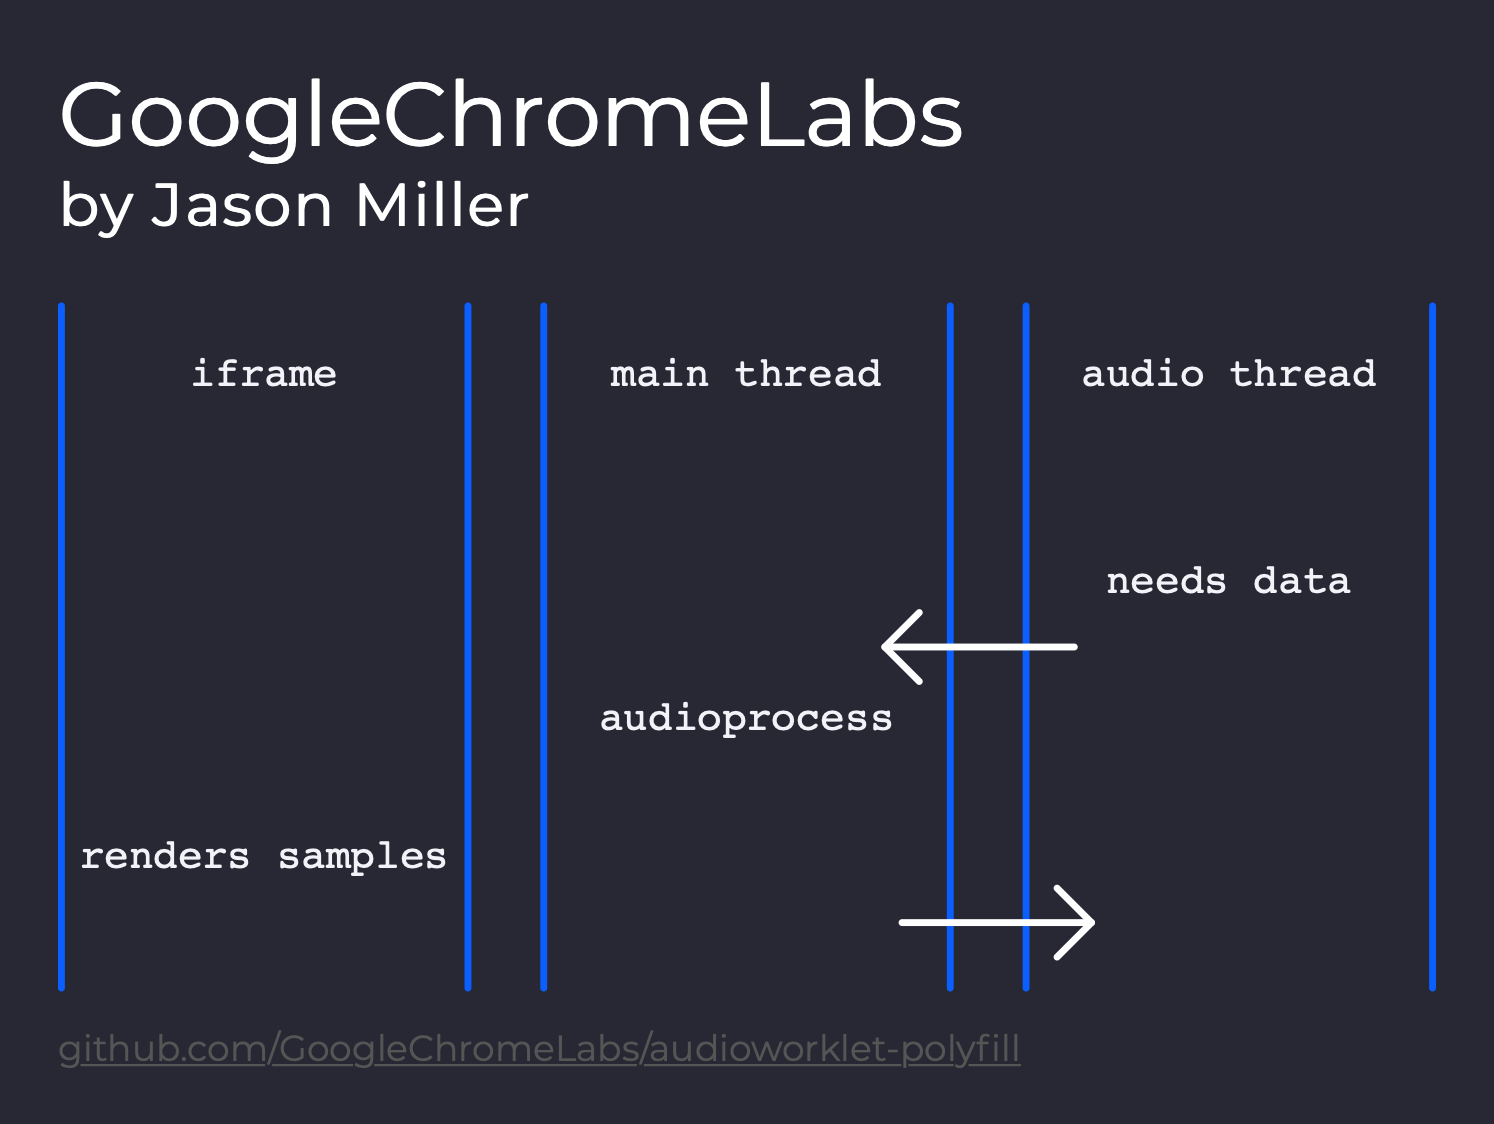 GoogleChromeLabs
by Jason Miller
iframe
main thread
audio thread
needs data
audioprocess
renders samples
github.com/GoogleChromeLabs/audioworklet-polyfill